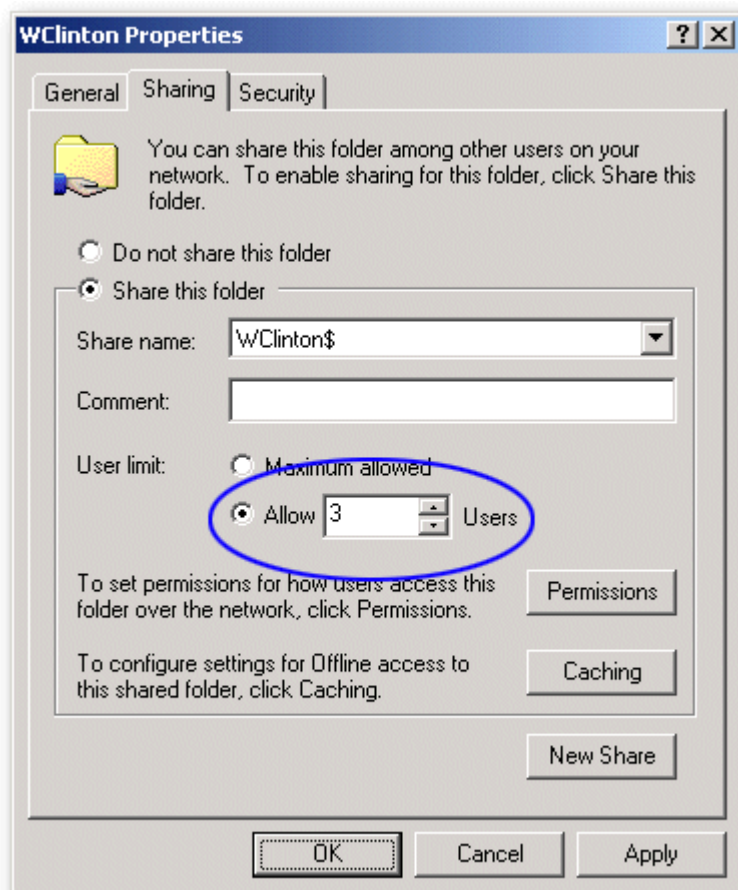 WClinton Properties
General Sharing Security
You can share this folder among other users on your
network. To enable sharing for this folder, click Share this
folder.
Do not share this folder
Share this folder
Share name: WClinton$
Comment:
User limit: Maximum allowed
Allow 3 Users
To set permissions for how users access this
folder over the network, click Permissions.
Permissions
To configure settings for Offline access to
this shared folder, click Caching.
Caching
New Share
OK Cancel Apply